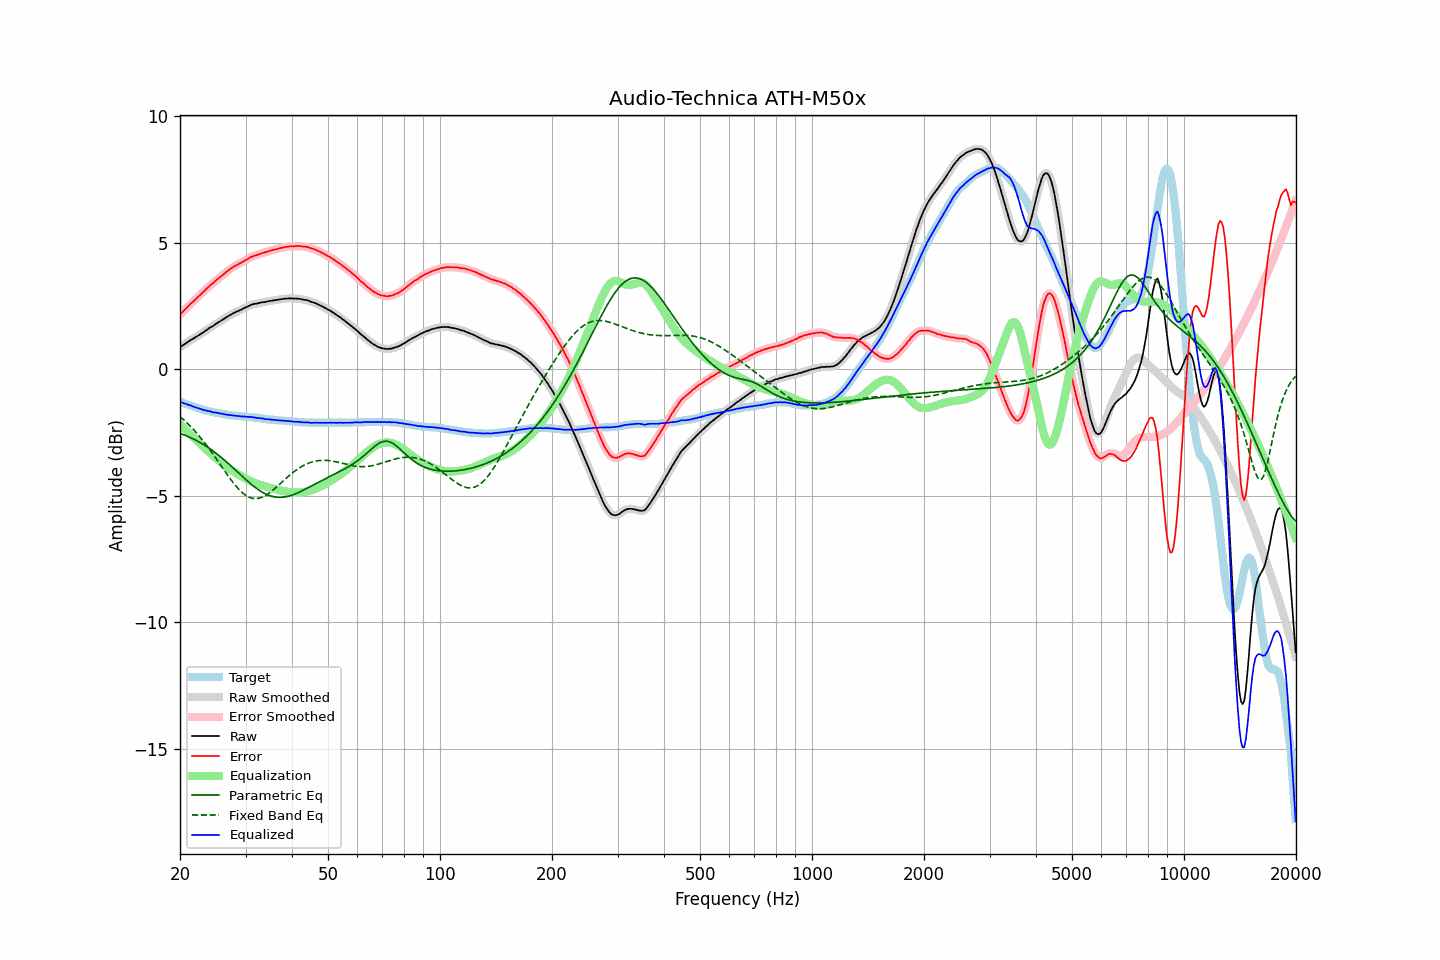 Audio-Technica ATH-M50x
Amplitude (dBr)
10
5
0
−5
−10
−15
Target
Raw Smoothed
Error Smoothed
Raw
Error
Equalization
Parametric Eq
Fixed Band Eq
Equalized
20 50 100 200 500 1000 2000 5000 10000 20000
Frequency (Hz)